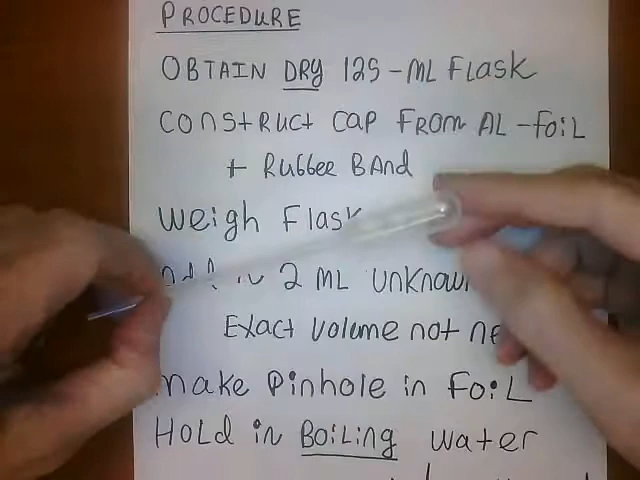 PROCEDURE
OBTAIN DRY 125-ML FLASK
CONSTRUCT CAP FROM AL-FOIL
+ RUBBER BAND
WEIGH FLASK
2 ML UNKNOWN
EXACT VOLUME NOT
MAKE PINHOLE IN FOIL
HOLD IN BOILING WATER